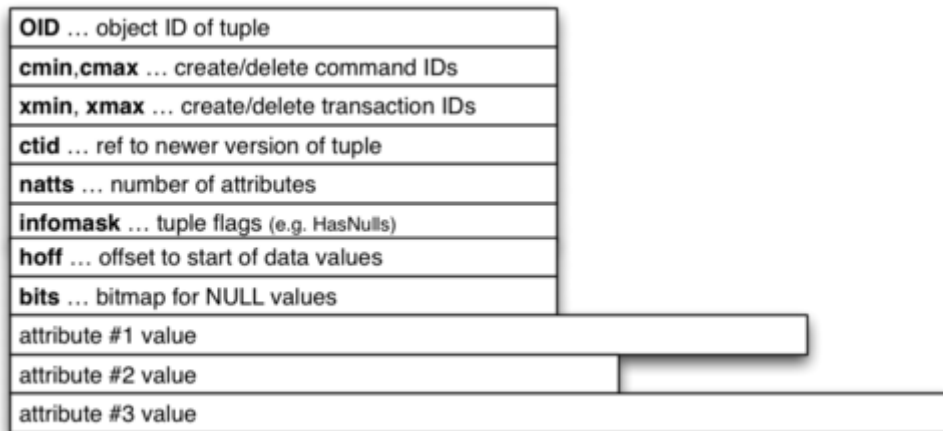 OID … object ID of tuple
cmin,cmax … create/delete command IDs
xmin, xmax … create/delete transaction IDs
ctid … ref to newer version of tuple
natts … number of attributes
infomask … tuple flags (e.g. HasNulls)
hoff … offset to start of data values
bits … bitmap for NULL values
attribute #1 value
attribute #2 value
attribute #3 value